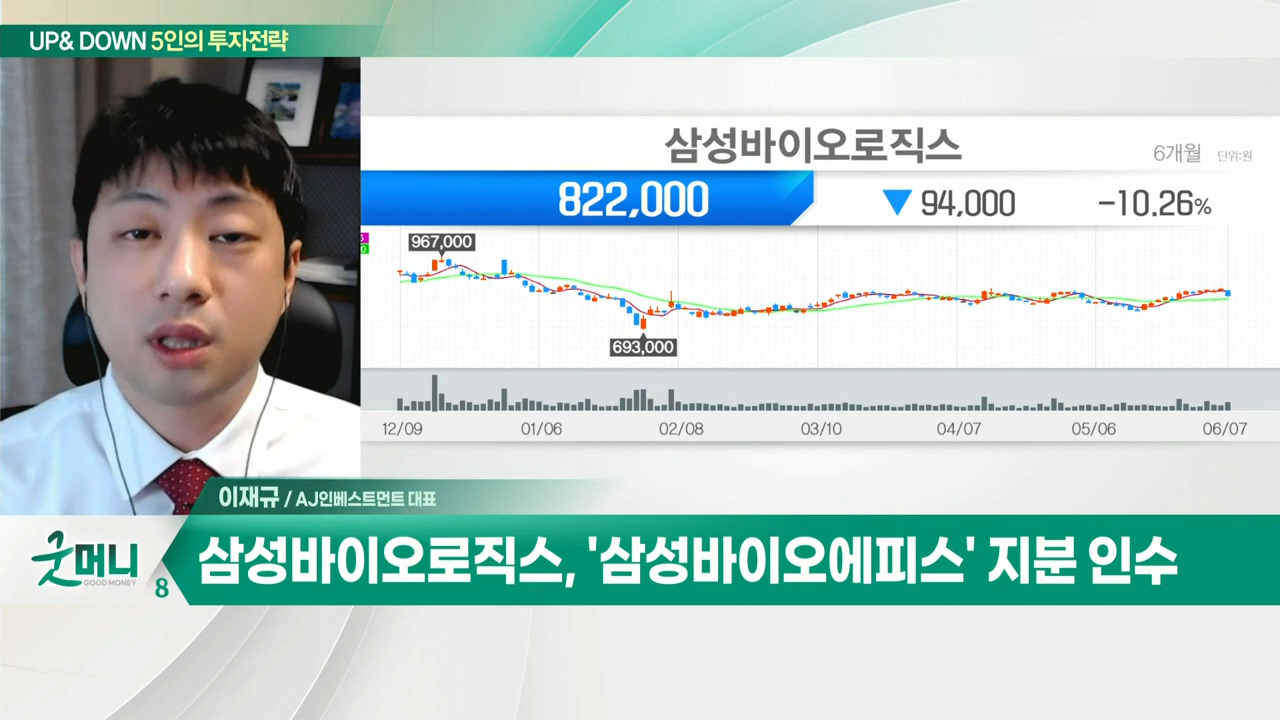 UP& DOWN 5인의 투자전략
삼성바이오로직스
6개월 단위:원
822,000 ▼ 94,000 -10.26%
967,000
693,000
12/09 01/06 02/08 03/10 04/07 05/06 06/07
이재규 / AJ인베스트먼트 대표
굿머니
GOOD MONEY
8
삼성바이오로직스, '삼성바이오에피스' 지분 인수